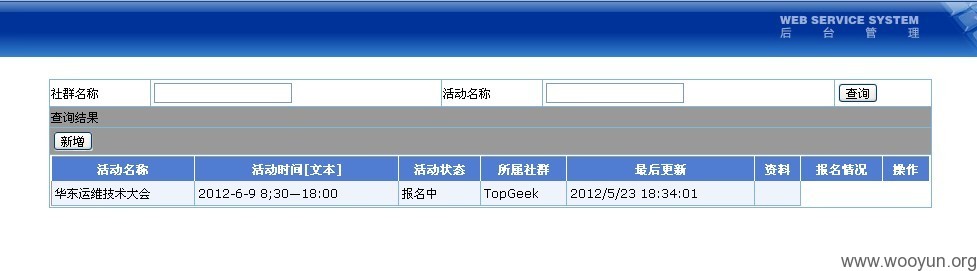 WEB SERVICE SYSTEM
后 台 管 理
社群名称 活动名称 查询
查询结果
新增
活动名称 活动时间[文本] 活动状态 所属社群 最后更新 资料 报名情况 操作
华东运维技术大会 2012-6-9 8;30—18:00 报名中 TopGeek 2012/5/23 18:34:01
www.wooyun.org